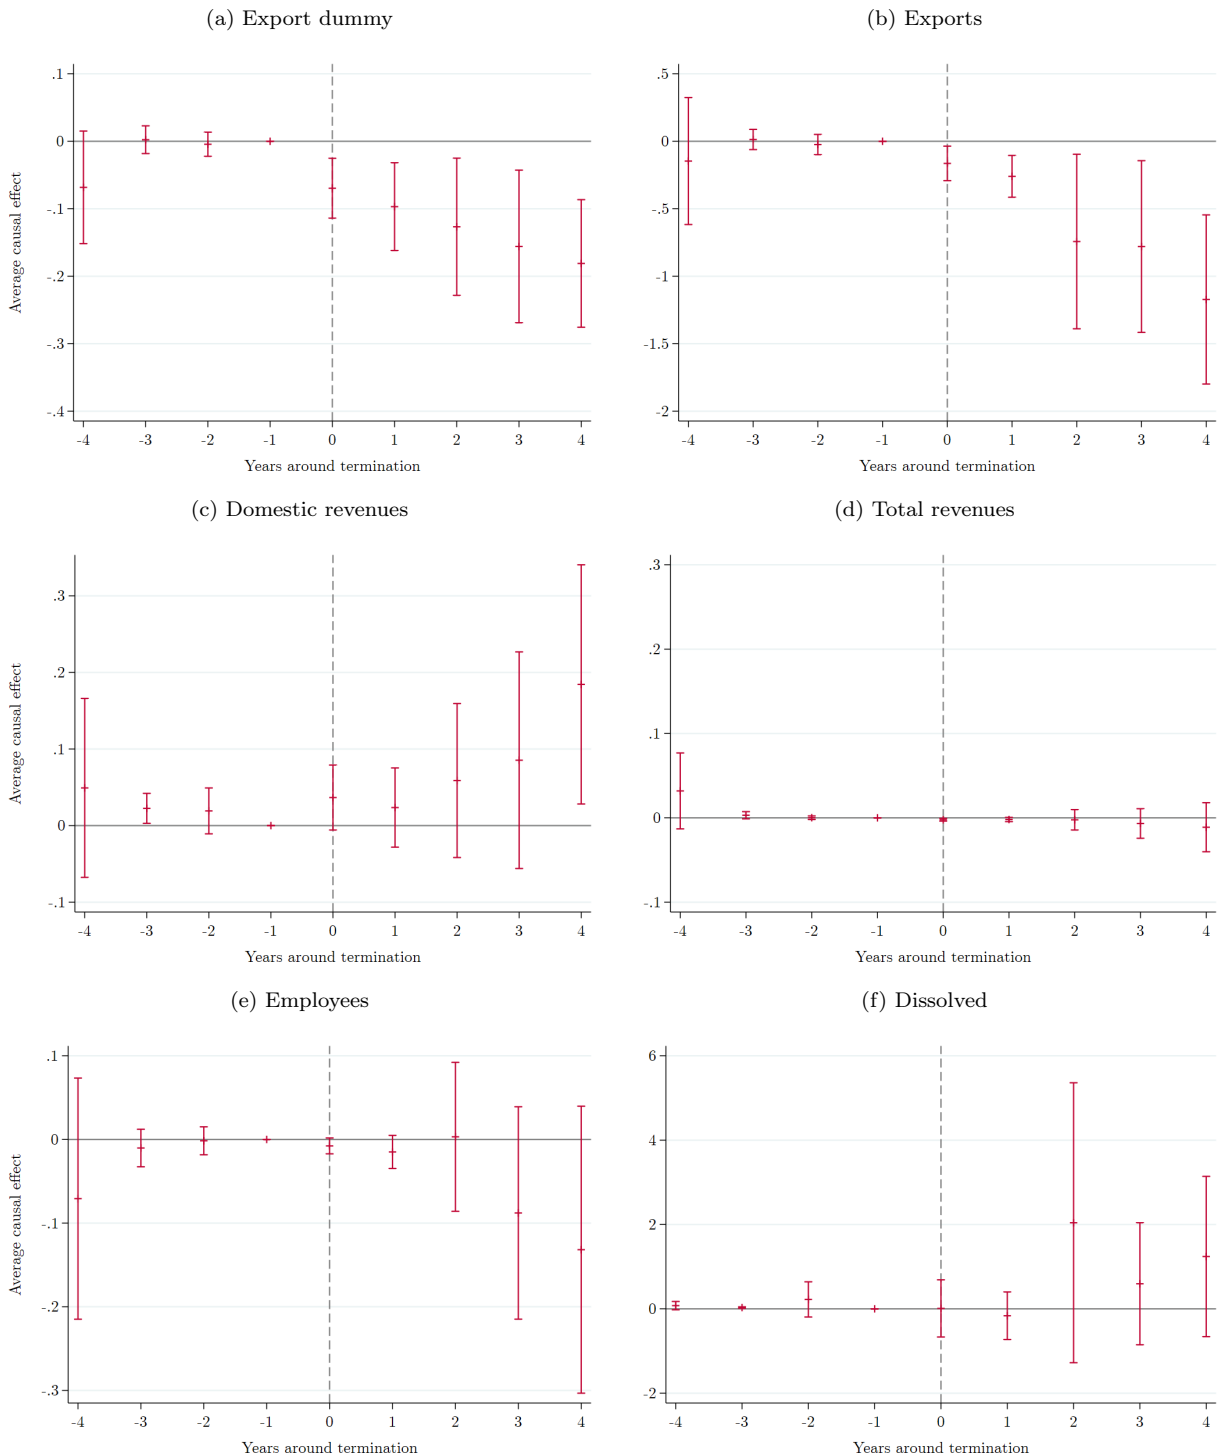 (a) Export dummy
Average causal effect
.1
0
-.1
-.2
-.3
-.4
-4 -3 -2 -1 0 1 2 3 4
Years around termination
(b) Exports
.5
0
-.5
-1
-1.5
-2
-4 -3 -2 -1 0 1 2 3 4
Years around termination
(c) Domestic revenues
Average causal effect
.3
.2
.1
0
-.1
-4 -3 -2 -1 0 1 2 3 4
Years around termination
(d) Total revenues
.3
.2
.1
0
-.1
-4 -3 -2 -1 0 1 2 3 4
Years around termination
(e) Employees
Average causal effect
.1
0
-.1
-.2
-.3
-4 -3 -2 -1 0 1 2 3 4
Years around termination
(f) Dissolved
6
4
2
0
-2
-4 -3 -2 -1 0 1 2 3 4
Years around termination